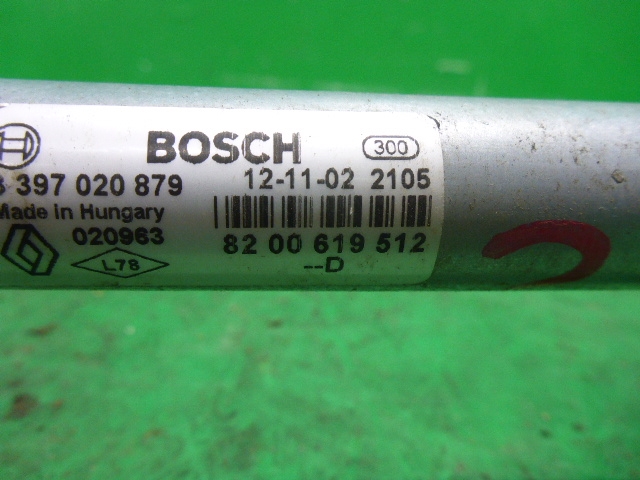 BOSCH 300
397 020 879 12-11-02 2105
Made in Hungary
020963 82 00 619 512
L78 --D